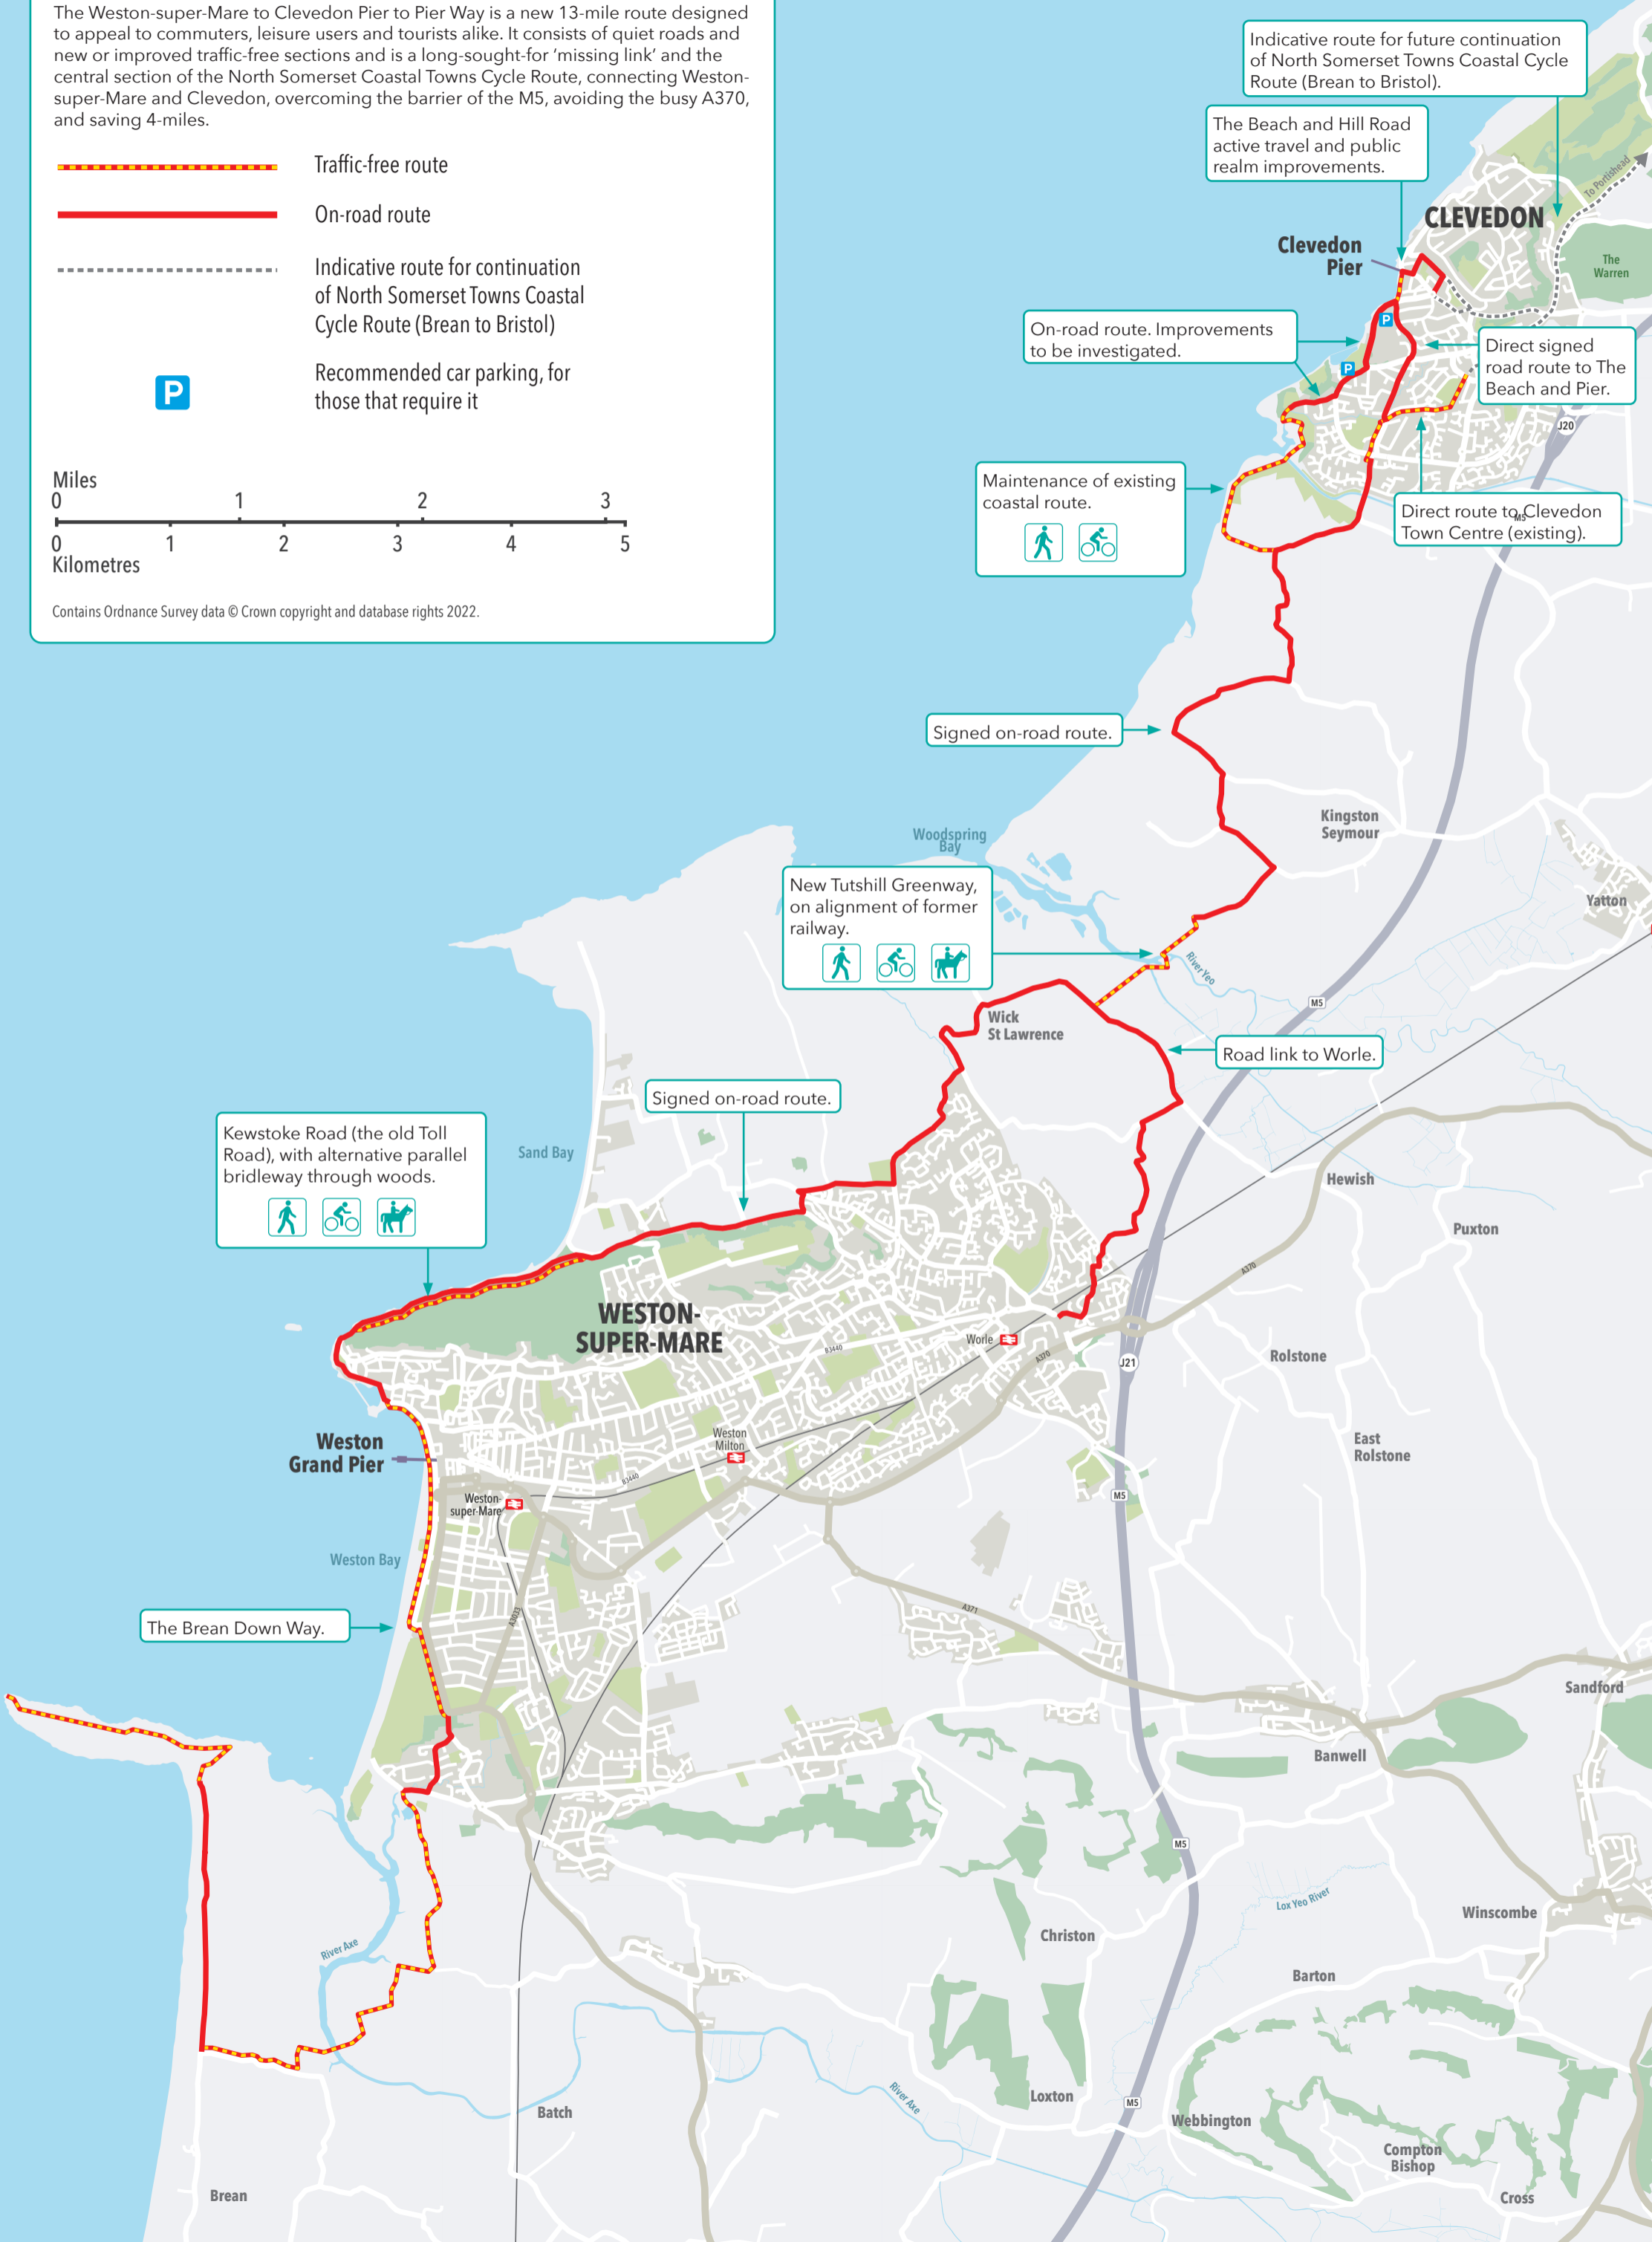 The Weston-super-Mare to Clevedon Pier to Pier Way is a new 13-mile route designed
to appeal to commuters, leisure users and tourists alike. It consists of quiet roads and
new or improved traffic-free sections and is a long-sought-for ‘missing link’ and the
central section of the North Somerset Coastal Towns Cycle Route, connecting Weston-
super-Mare and Clevedon, overcoming the barrier of the M5, avoiding the busy A370,
and saving 4-miles.
Traffic-free route
On-road route
Indicative route for continuation
of North Somerset Towns Coastal
Cycle Route (Brean to Bristol)
P
Recommended car parking, for
those that require it
Miles
0 1 2 3
0 1 2 3 4 5
Kilometres
Contains Ordnance Survey data © Crown copyright and database rights 2022.
Indicative route for future continuation
of North Somerset Towns Coastal Cycle
Route (Brean to Bristol).
The Beach and Hill Road
active travel and public
realm improvements.
To Portishead
CLEVEDON
Clevedon
Pier
The
Warren
P
On-road route. Improvements
to be investigated.
Direct signed
road route to The
Beach and Pier.
P
J20
Maintenance of existing
coastal route.
Direct route to Clevedon
Town Centre (existing).
M5
Signed on-road route.
Kingston
Seymour
Woodspring
Bay
New Tutshill Greenway,
on alignment of former
railway.
Yatton
River Yeo
M5
Wick
St Lawrence
Road link to Worle.
Signed on-road route.
Kewstoke Road (the old Toll
Road), with alternative parallel
bridleway through woods.
Sand Bay
Hewish
Puxton
A370
WESTON-
SUPER-MARE
Worle
B3440
A370
J21
Rolstone
Weston
Grand Pier
Weston
Milton
East
Rolstone
B3440
Weston-
super-Mare
M5
Weston Bay
A3033
A371
The Brean Down Way.
Sandford
Banwell
M5
Lox Yeo River
Winscombe
Christon
River Axe
Barton
River Axe
Loxton
M5
Batch
Webbington
Compton
Bishop
Brean
Cross